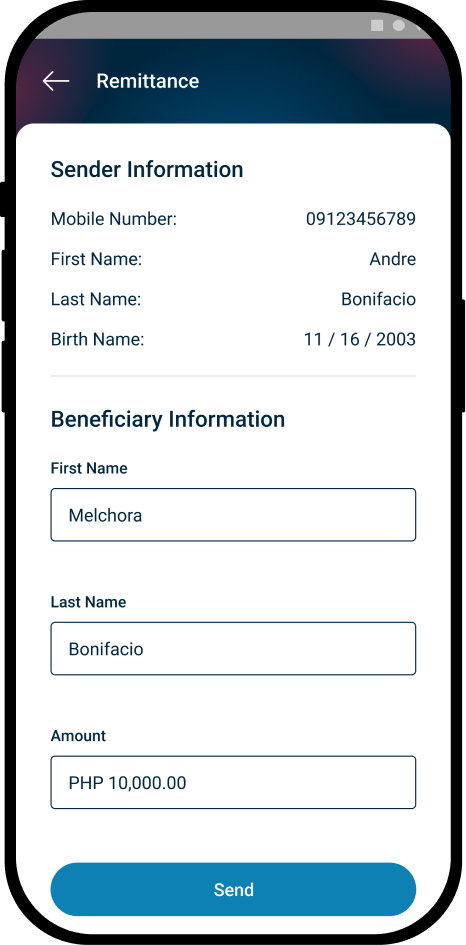 Remittance
Sender Information
Mobile Number: 09123456789
First Name: Andre
Last Name: Bonifacio
Birth Name: 11 / 16 / 2003
Beneficiary Information
First Name
Melchora
Last Name
Bonifacio
Amount
PHP 10,000.00
Send